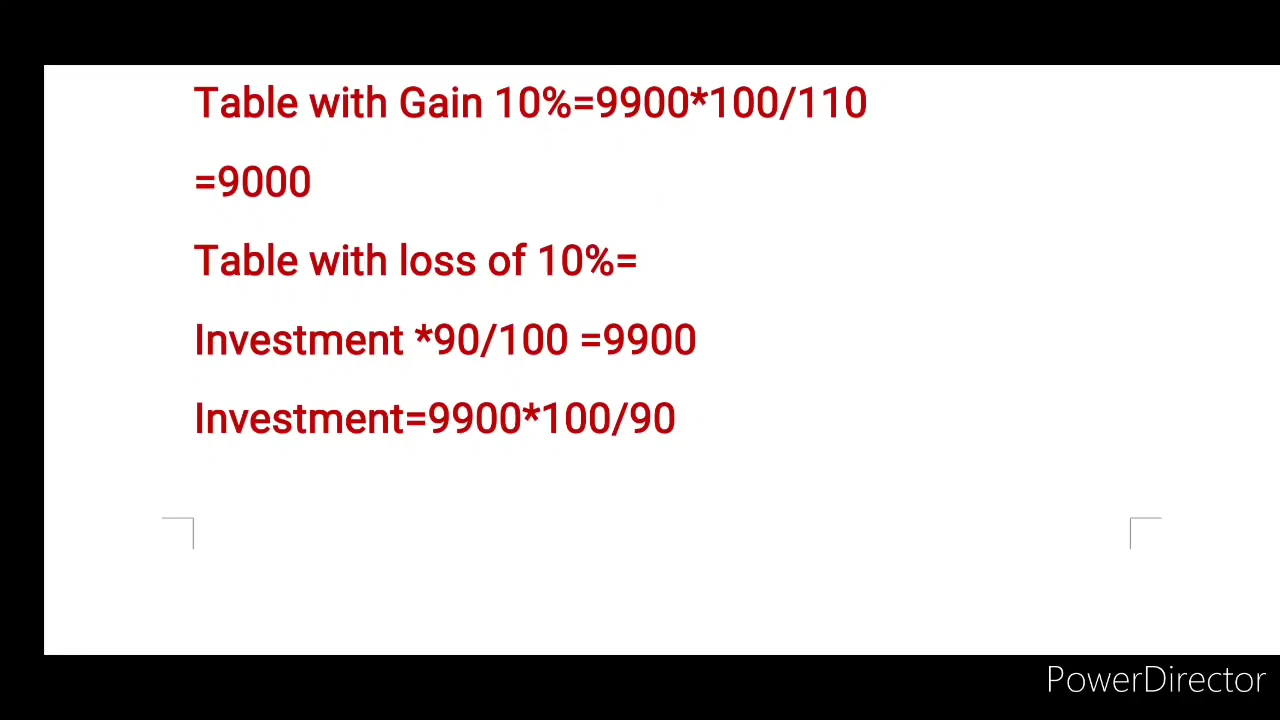 Table with Gain 10%=9900*100/110
=9000
Table with loss of 10%=
Investment *90/100 =9900
Investment=9900*100/90
PowerDirector